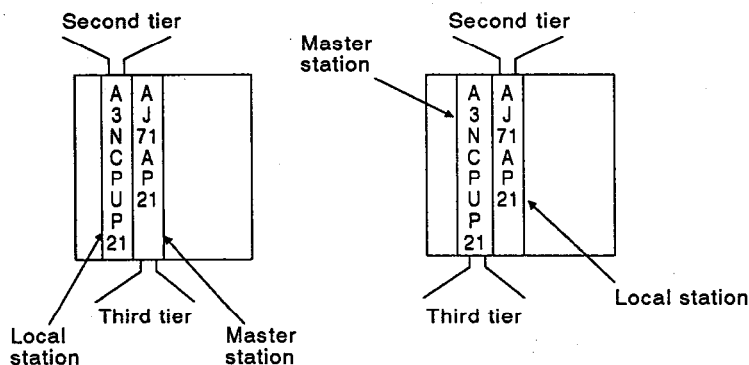 Second tier
A
3
N
C
P
U
P
21
A
J
71
A
P
21
Third tier
Local
station
Master
station
Second tier
Master
station
A
3
N
C
P
U
P
21
A
J
71
A
P
21
Third tier
Local station